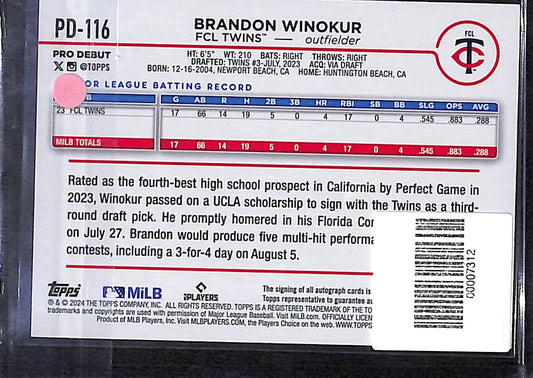 PD-116
BRANDON WINOKUR
FCL TWINS™ — outfielder
FCL
TC
PRO DEBUT
@TOPPS
HT: 6'5" WT: 210 BATS: RIGHT THROWS: RIGHT
DRAFTED: TWINS #3-JULY, 2023 ACQ: VIA DRAFT
BORN: 12-16-2004, NEWPORT BEACH, CA HOME: HUNTINGTON BEACH, CA
OR LEAGUE BATTING RECORD
B G AB R H 2B 3B HR RBI SB BB SLG OPS AVG
23 FCL TWINS 17 66 14 19 5 0 4 17 0 4 .545 .883 .288
MILB TOTALS 17 66 14 19 5 0 4 17 0 4 .545 .883 .288
Rated as the fourth-best high school prospect in California by Perfect Game in
2023, Winokur passed on a UCLA scholarship to sign with the Twins as a third-
round draft pick. He promptly homered in his Florida Co
on July 27. Brandon would produce five multi-hit performa
contests, including a 3-for-4 day on August 5.
topps MiLB PLAYERS
The signing of all autograph cards is
Topps representative to guarantee au
® & © 2024 THE TOPPS COMPANY, INC. ALL RIGHTS RESERVED. TOPPS IS A REGISTERED TRADEMARK OF THE TO
trademarks and copyrights are used with permission of Major League Baseball. Visit MiLB.com. OFFICIALLY LICEN
Product of MLB Players, Inc. Visit MLBPLAYERS.COM, the Players Choice on the web. WWW.TOPPS
C00007312